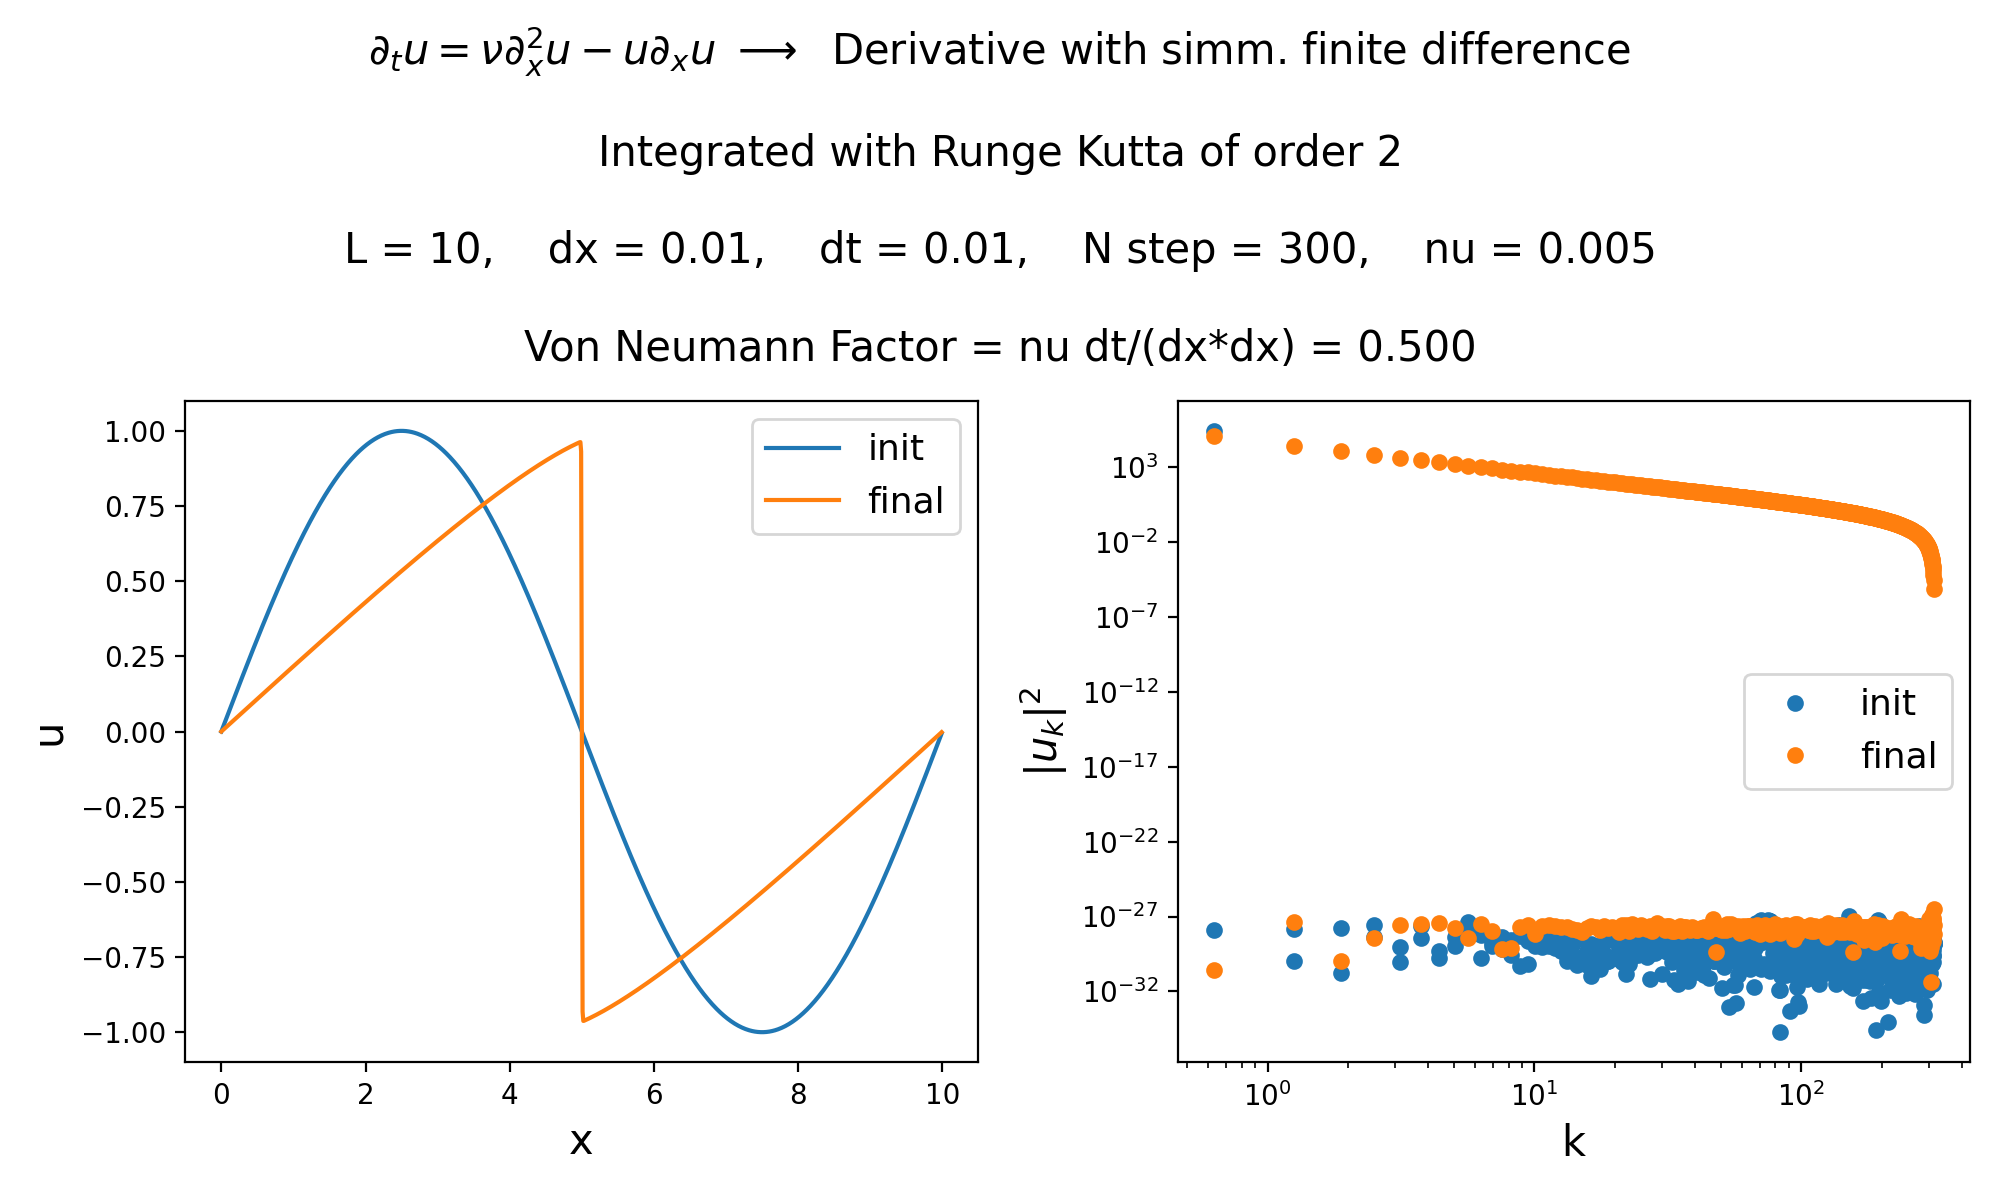 ∂ₜu = ν∂ₓ²u − u∂ₓu ⟶ Derivative with simm. finite difference
Integrated with Runge Kutta of order 2
L = 10, dx = 0.01, dt = 0.01, N step = 300, nu = 0.005
Von Neumann Factor = nu dt/(dx*dx) = 0.500
1.00
0.75
0.50
0.25
0.00
−0.25
−0.50
−0.75
−1.00
u
init
final
0 2 4 6 8 10
x
10³
10⁻²
10⁻⁷
10⁻¹²
10⁻¹⁷
10⁻²²
10⁻²⁷
10⁻³²
|uₖ|²
init
final
10⁰ 10¹ 10²
k